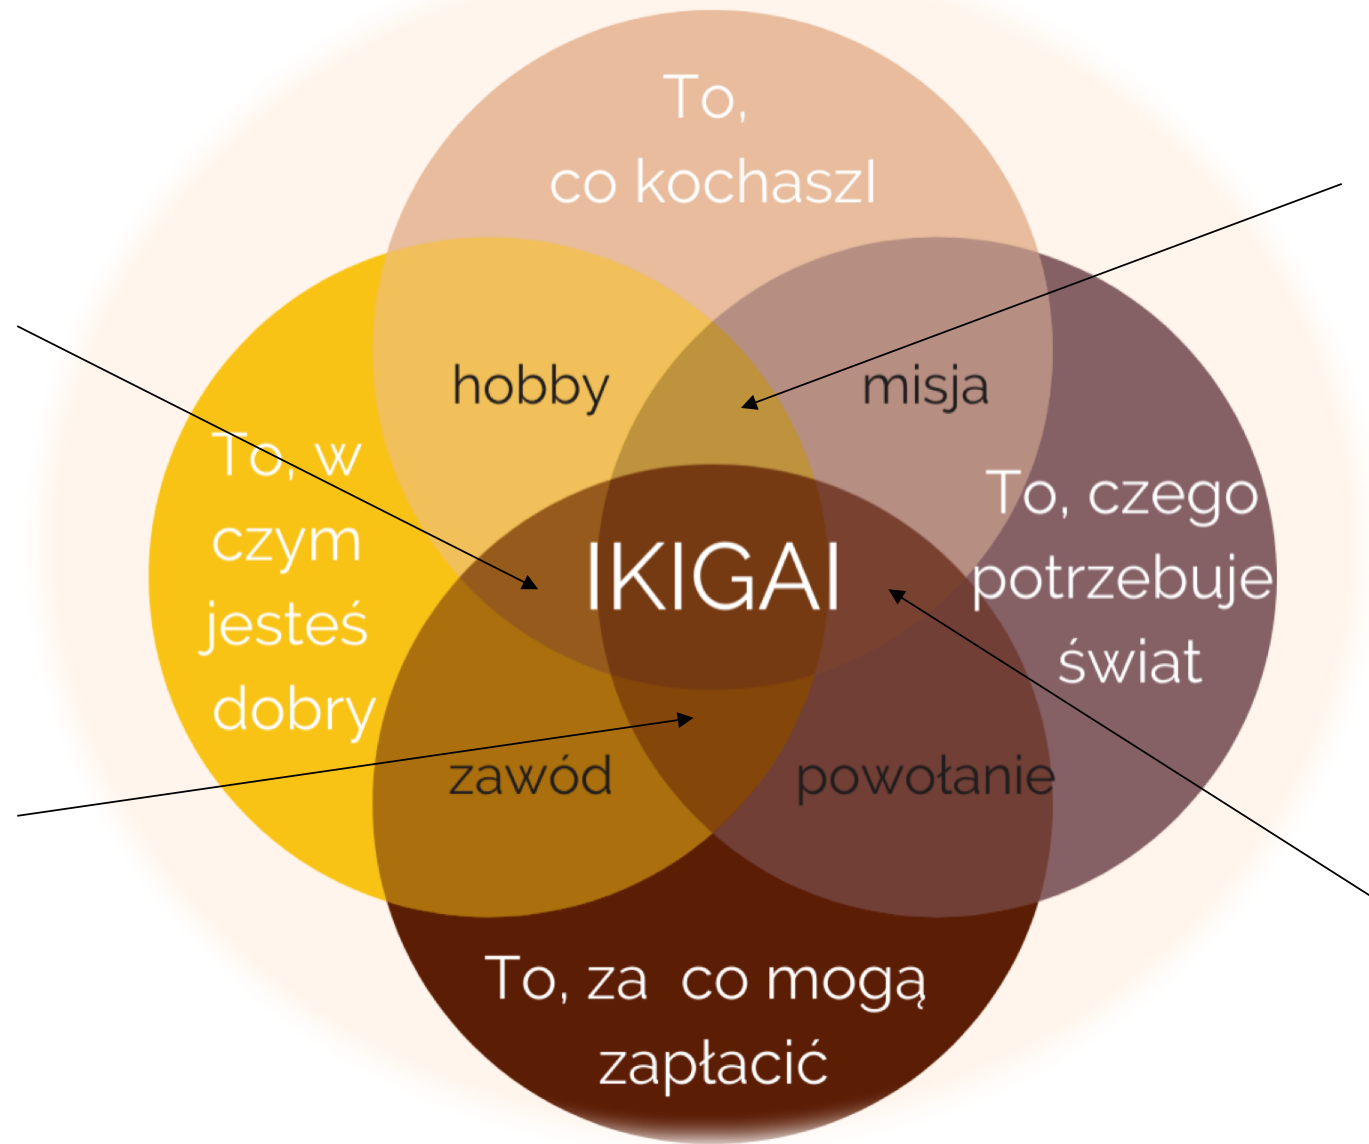 To,
co kochaszl
hobby
misja
To, w
czym
jesteś
dobry
IKIGAI
To, czego
potrzebuje
świat
zawód
powołanie
To, za  co mogą
zapłacić